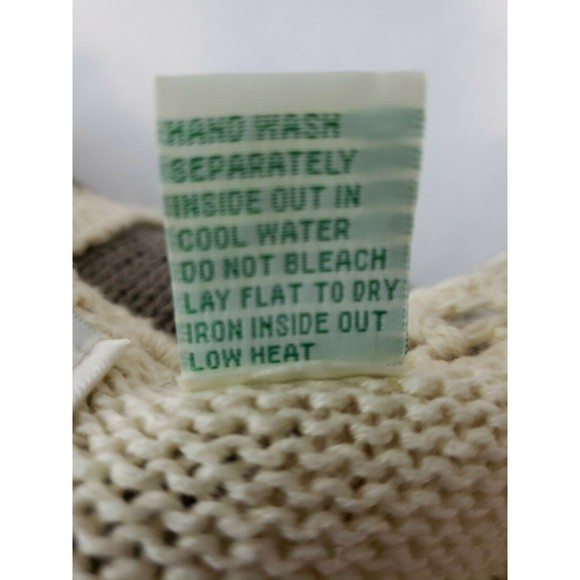 HAND WASH
SEPARATELY
INSIDE OUT IN
COOL WATER
DO NOT BLEACH
LAY FLAT TO DRY
IRON INSIDE OUT
LOW HEAT